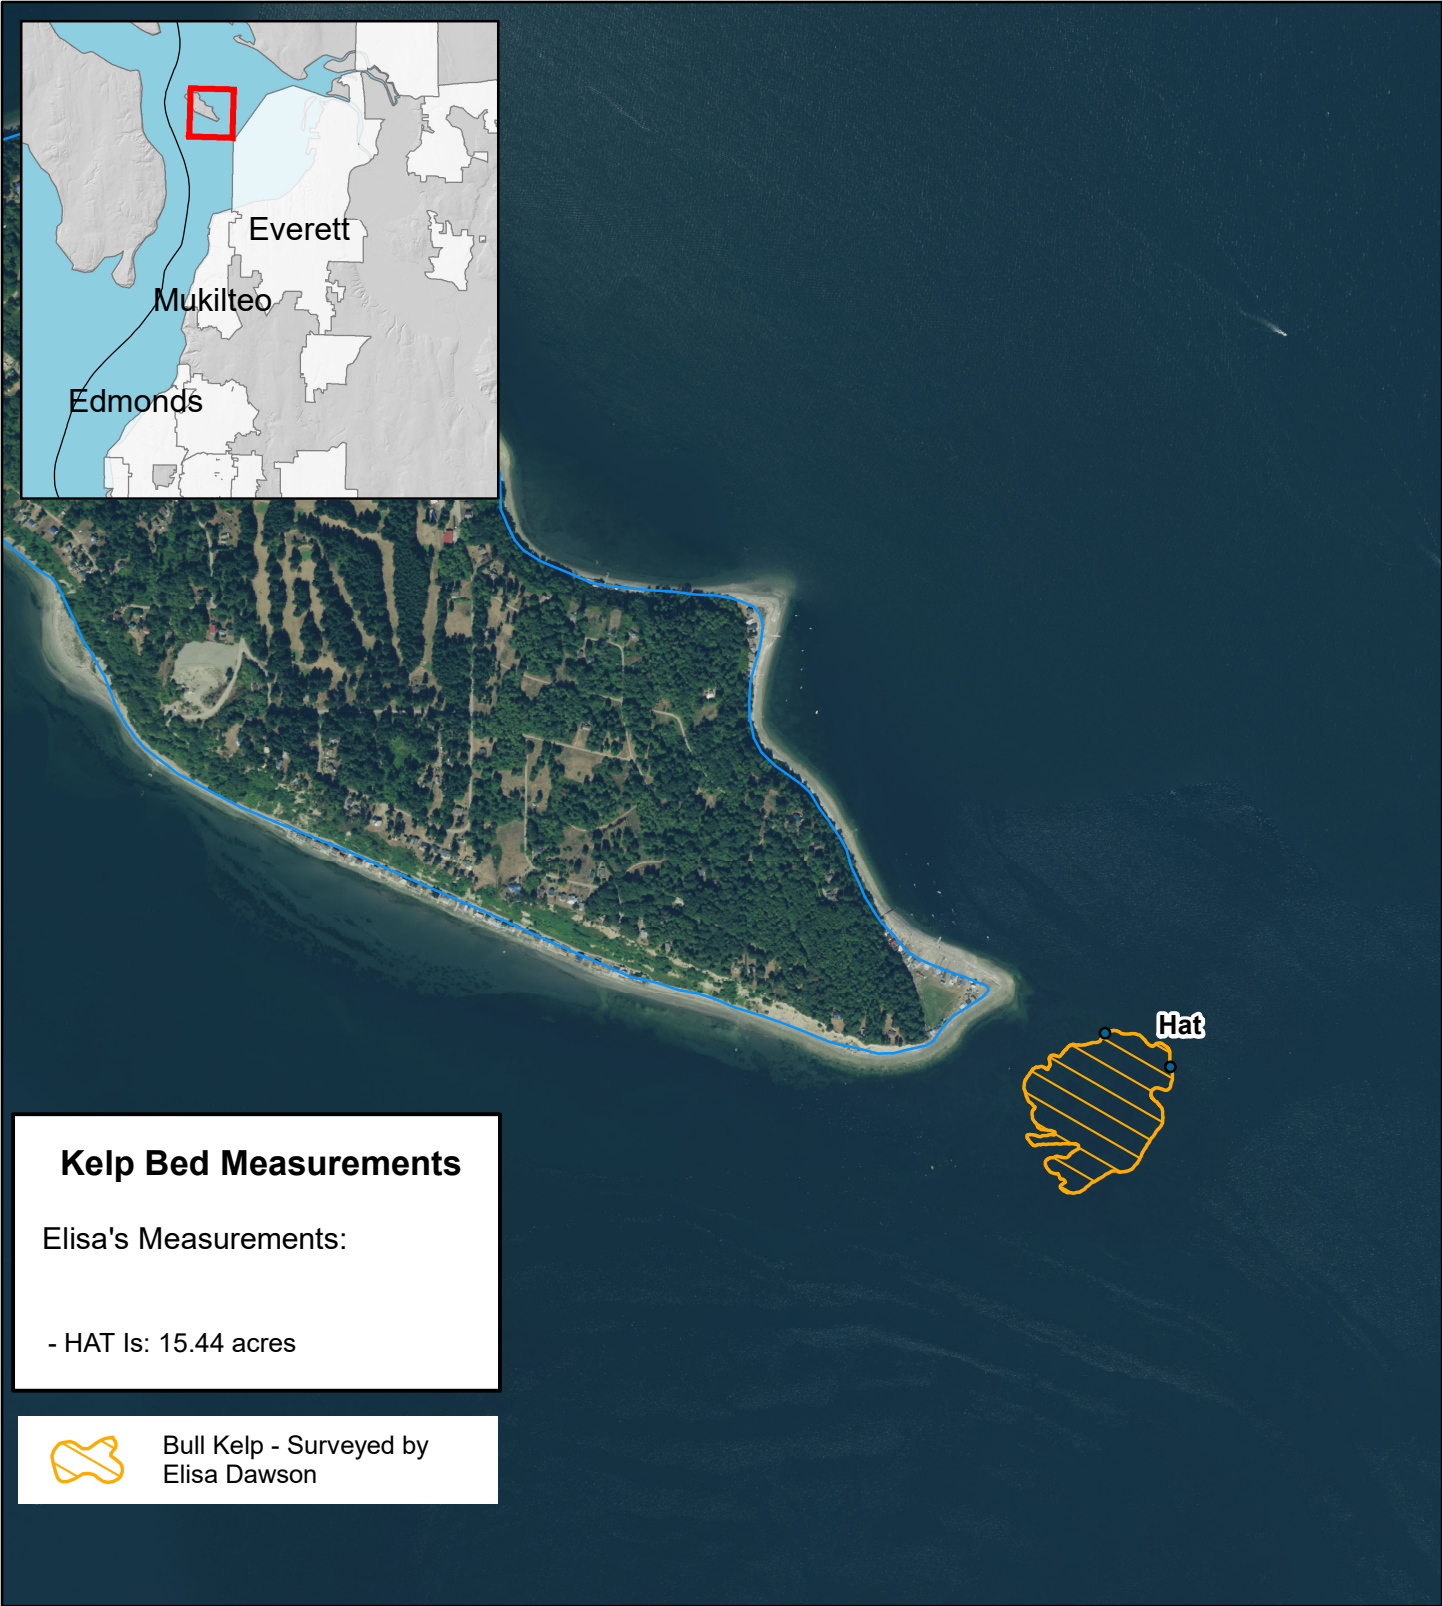 Everett
Mukilteo
Edmonds
Hat
Kelp Bed Measurements
Elisa's Measurements:
- HAT Is: 15.44 acres
Bull Kelp - Surveyed by
Elisa Dawson